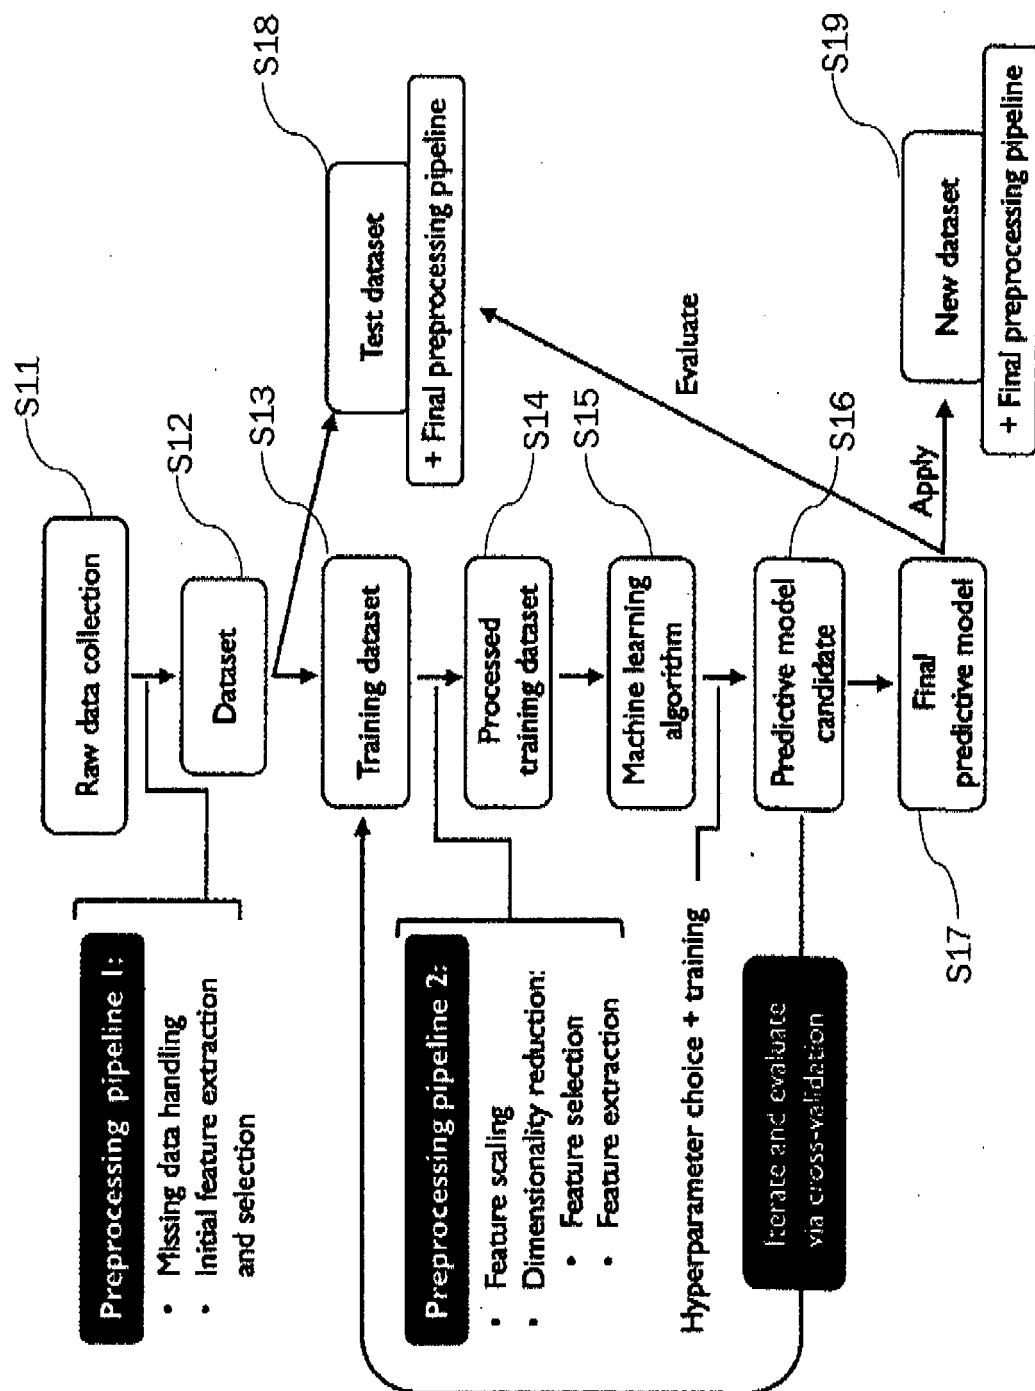 S11
Raw data collection
Preprocessing pipeline 1:
• Missing data handling
• Initial feature extraction
and selection
S12
Dataset
S13
Training dataset
S18
Test dataset
+ Final preprocessing pipeline
Preprocessing pipeline 2:
• Feature scaling
• Dimensionality reduction:
• Feature selection
• Feature extraction
S14
Processed
training dataset
S15
Machine learning
algorithm
Hyperparameter choice + training
Evaluate
S16
Predictive model
candidate
Iterate and evaluate
via cross-validation
S17
Final
predictive model
Apply
S19
New dataset
+ Final preprocessing pipeline